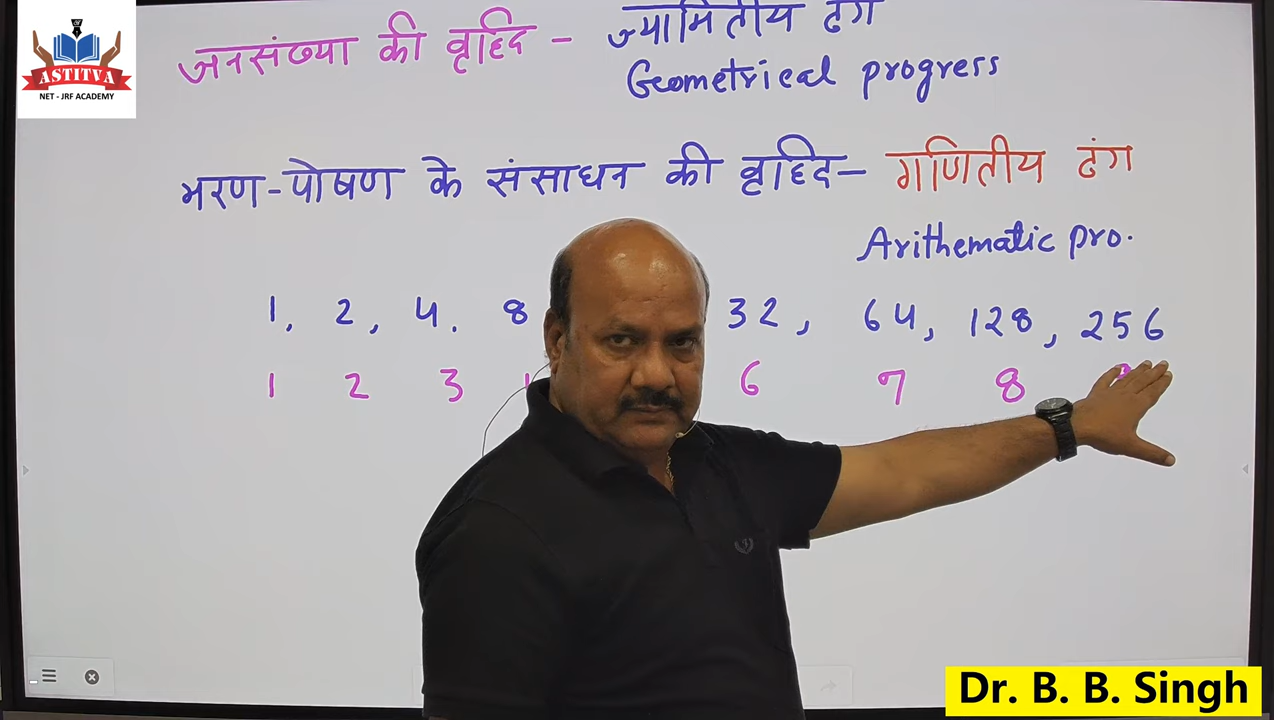 ASTITVA
NET - JRF ACADEMY
जनसंख्या की वृद्धि - ज्यामितीय ढंग
Geometrical progress
भरण-पोषण के संसाधन की वृद्धि - गणितीय ढंग
Arithematic pro.
1, 2, 4. 8 32, 64, 128, 256
1 2 3 6 7 8
Dr. B. B. Singh